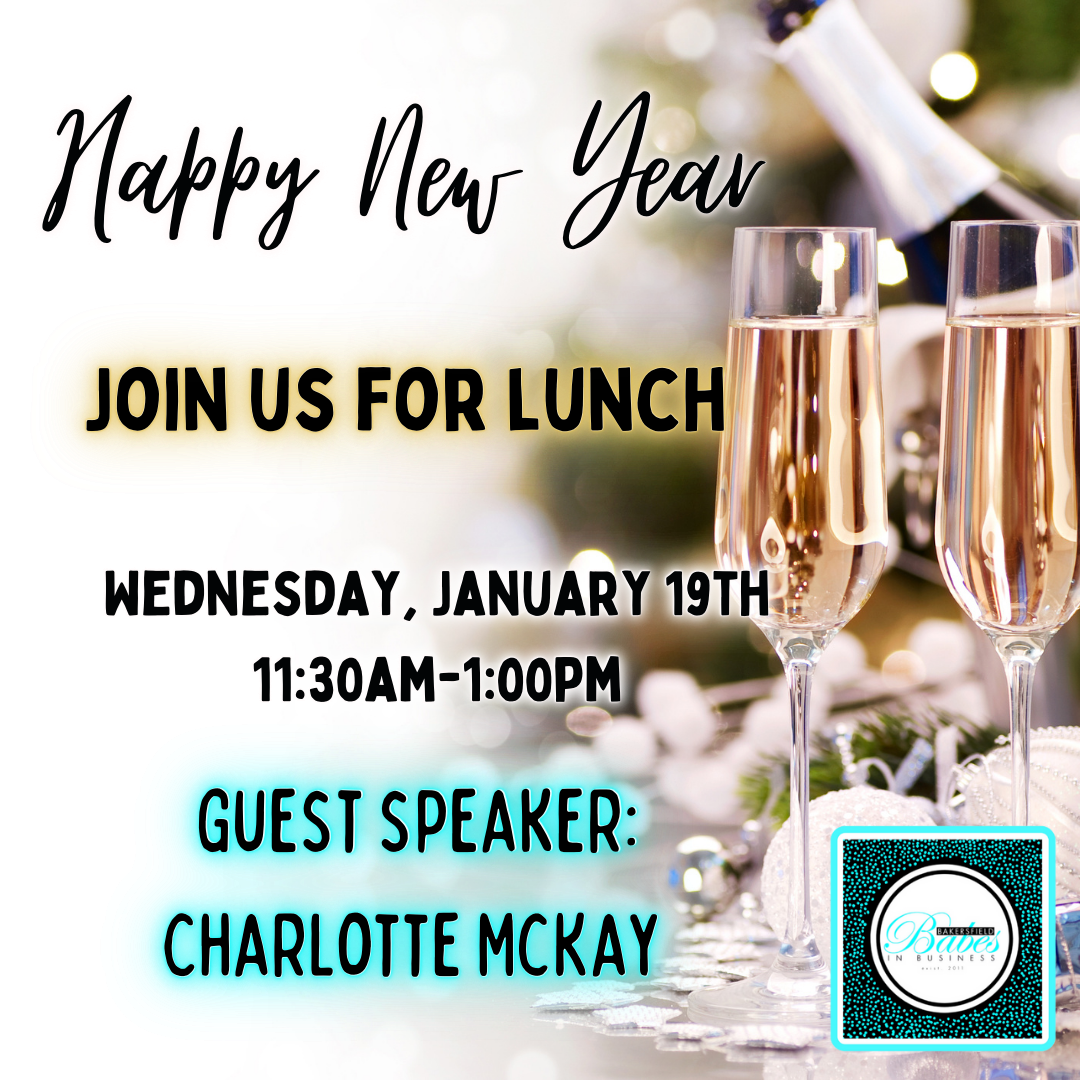 Happy New Year
JOIN US FOR LUNCH
WEDNESDAY, JANUARY 19TH
11:30AM-1:00PM
GUEST SPEAKER:
CHARLOTTE MCKAY
BAKERSFIELD
Babes
IN BUSINESS
2011